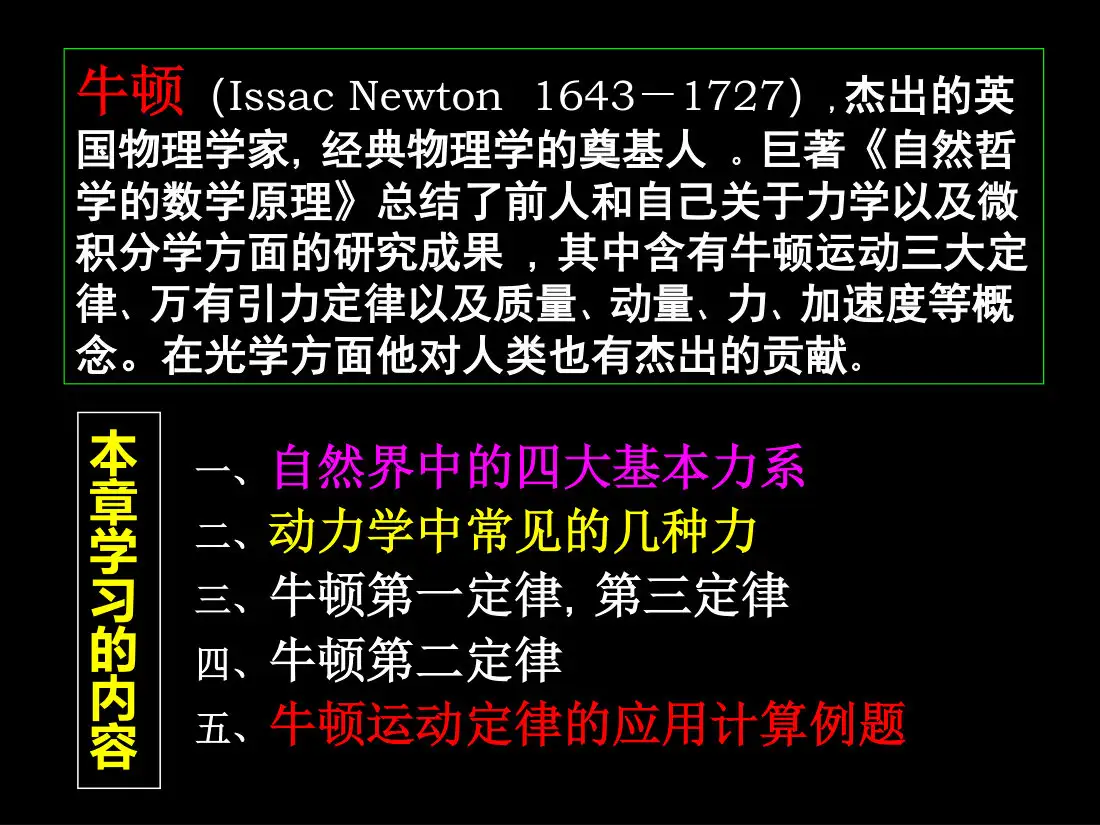 牛顿（Issac Newton 1643－1727）,杰出的英
国物理学家, 经典物理学的奠基人 。巨著《自然哲
学的数学原理》总结了前人和自己关于力学以及微
积分学方面的研究成果 ，其中含有牛顿运动三大定
律、万有引力定律以及质量、动量、力、加速度等概
念。在光学方面他对人类也有杰出的贡献。
本章学习的内容
一、自然界中的四大基本力系
二、动力学中常见的几种力
三、牛顿第一定律, 第三定律
四、牛顿第二定律
五、牛顿运动定律的应用计算例题